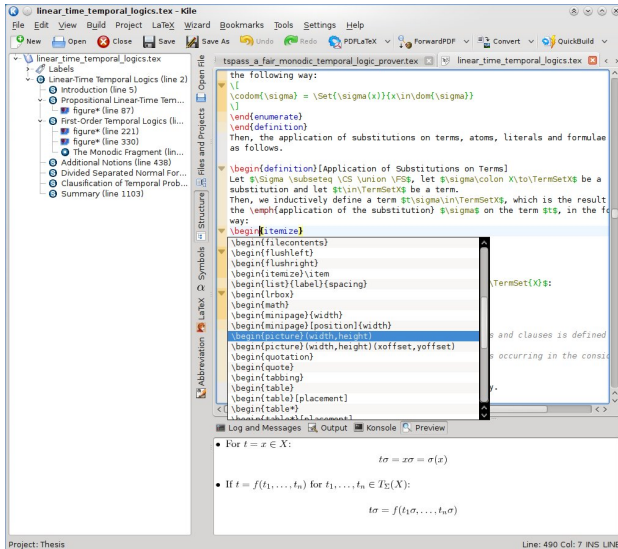 linear_time_temporal_logics.tex – Kile
File Edit View Build Project LaTeX Wizard Bookmarks Tools Settings Help
New Open Close Save Save As Undo Redo PDFLaTeX ForwardPDF Convert QuickBuild
linear_time_temporal_logics.tex
Labels
Linear-Time Temporal Logics (line 2)
Introduction (line 5)
Propositional Linear-Time Tem...
figure* (line 87)
First-Order Temporal Logics (li...
figure* (line 221)
figure* (line 330)
The Monodic Fragment (lin...
Additional Notions (line 438)
Divided Separated Normal For...
Classification of Temporal Prob...
Summary (line 1103)
Open File
Files and Projects
Structure
Symbols
LaTeX
Abbreviation
tspass_a_fair_monodic_temporal_logic_prover.tex linear_time_temporal_logics.tex
the following way:
\[
\codom{\sigma} = \Set{\sigma(x)}{x\in\dom{\sigma}}
\]
\end{enumerate}
\end{definition}
Then, the application of substitutions on terms, atoms, literals and formulae
as follows.
\begin{definition}[Application of Substitutions on Terms]
Let $\Sigma \subseteq \CS \union \FS$, let $\sigma\colon X\to\TermSetX$ be a
substitution and let $t\in\TermSetX$ be a term.
Then, we inductively define a term $t\sigma\in\TermSetX$, which is the result
the \emph{application of the substitution} $\sigma$ on the term $t$, in the fo
way:
\begin{itemize}
\begin{filecontents}
\begin{flushleft}
\begin{flushright}
\begin{itemize}\item
\begin{list}{label}{spacing}
\TermSet{X}$:
\begin{lrbox}
\begin{math}
\begin{minipage}{width}
\begin{minipage}[position]{width}
\begin{picture}(width,height)
s and clauses is defined
\begin{picture}(width,height)(xoffset,yoffset)
\begin{quotation}
s occurring in the consi
\begin{quote}
\begin{tabbing}
\begin{table}
y.
\begin{table}[placement]
\begin{table*}
\begin{table*}[placement]
Log and Messages Output Konsole Preview
• For t = x ∈ X:
tσ = xσ = σ(x)
• If t = f(t₁, . . . , tₙ) for t₁, . . . , tₙ ∈ T_Σ(X):
tσ = f(t₁σ, . . . , tₙσ)
Project: Thesis
Line: 490 Col: 7 INS LINE